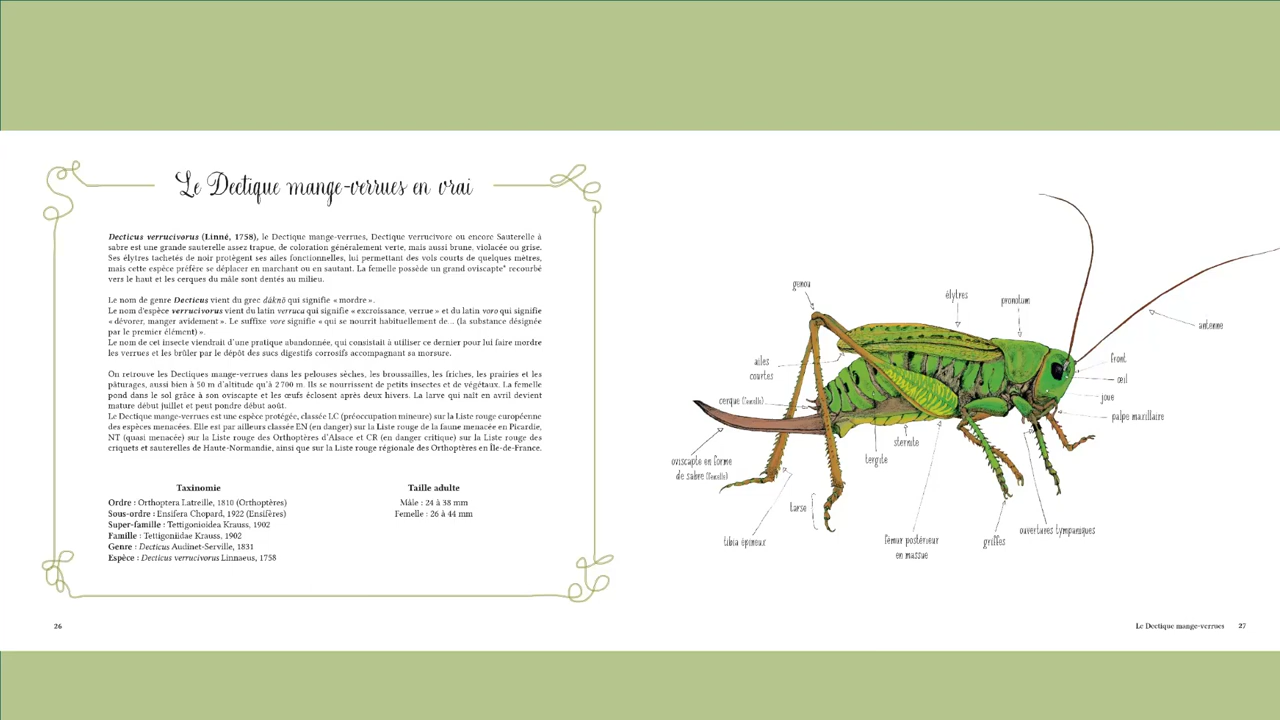 Le Dectique mange-verrues en vrai
Decticus verrucivorus (Linné, 1758), le Dectique mange-verrues, Dectique verrucivore ou encore Sauterelle à
sabre est une grande sauterelle assez trapue, de coloration généralement verte, mais aussi brune, violacée ou grise.
Ses élytres tachetés de noir protègent ses ailes fonctionnelles, lui permettant des vols courts de quelques mètres,
mais cette espèce préfère se déplacer en marchant ou en sautant. La femelle possède un grand oviscapte* recourbé
vers le haut et les cerques du mâle sont dentés au milieu.
Le nom de genre Decticus vient du grec dáknō qui signifie « mordre ».
Le nom d'espèce verrucivorus vient du latin verruca qui signifie « excroissance, verrue » et du latin voro qui signifie
« dévorer, manger avidement ». Le suffixe vore signifie « qui se nourrit habituellement de... (la substance désignée
par le premier élément) ».
Le nom de cet insecte viendrait d'une pratique abandonnée, qui consistait à utiliser ce dernier pour lui faire mordre
les verrues et les brûler par le dépôt des sucs digestifs corrosifs accompagnant sa morsure.
On retrouve les Dectiques mange-verrues dans les pelouses sèches, les broussailles, les friches, les prairies et les
pâturages, aussi bien à 50 m d'altitude qu'à 2 700 m. Ils se nourrissent de petits insectes et de végétaux. La femelle
pond dans le sol grâce à son oviscapte et les œufs éclosent après deux hivers. La larve qui naît en avril devient
mature début juillet et peut pondre début août.
Le Dectique mange-verrues est une espèce protégée, classée LC (préoccupation mineure) sur la Liste rouge européenne
des espèces menacées. Elle est par ailleurs classée EN (en danger) sur la Liste rouge de la faune menacée en Picardie,
NT (quasi menacée) sur la Liste rouge des Orthoptères d'Alsace et CR (en danger critique) sur la Liste rouge des
criquets et sauterelles de Haute-Normandie, ainsi que sur la Liste rouge régionale des Orthoptères en Île-de-France.
Taxinomie
Ordre : Orthoptera Latreille, 1810 (Orthoptères)
Sous-ordre : Ensifera Chopard, 1922 (Ensifères)
Super-famille : Tettigonioidea Krauss, 1902
Famille : Tettigoniidae Krauss, 1902
Genre : Decticus Audinet-Serville, 1831
Espèce : Decticus verrucivorus Linnaeus, 1758
Taille adulte
Mâle : 24 à 38 mm
Femelle : 26 à 44 mm
26
genou
élytres
pronotum
antenne
front
œil
joue
palpe maxillaire
ailes
courtes
cerque (femelle)
oviscapte en forme
de sabre (femelle)
sternite
tergite
tarse
tibia épineux
fémur postérieur
en massue
griffes
ouvertures tympaniques
Le Dectique mange-verrues 27